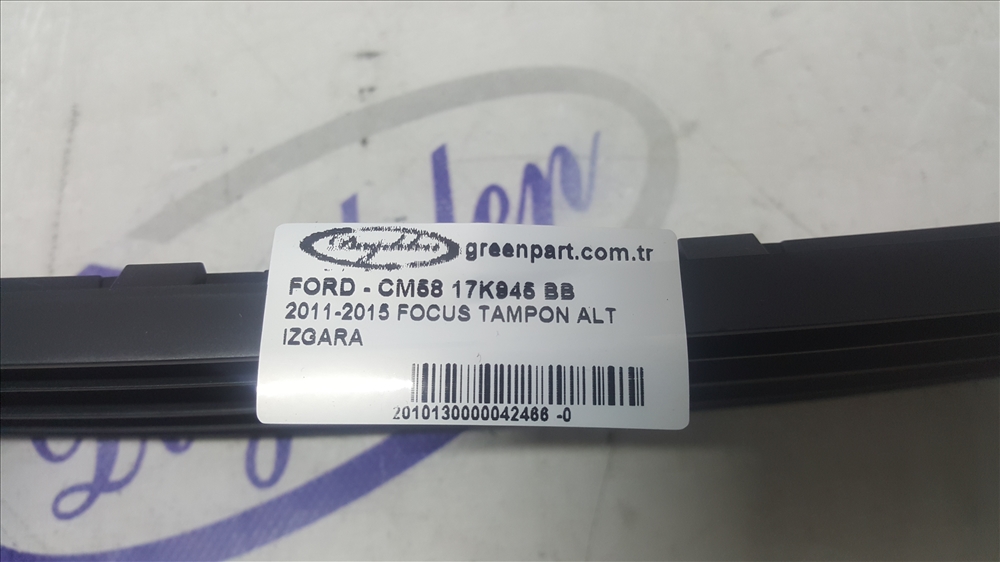 greenpart.com.tr
FORD - CM58 17K945 BB
2011-2015 FOCUS TAMPON ALT
IZGARA
2010130000042466 -0